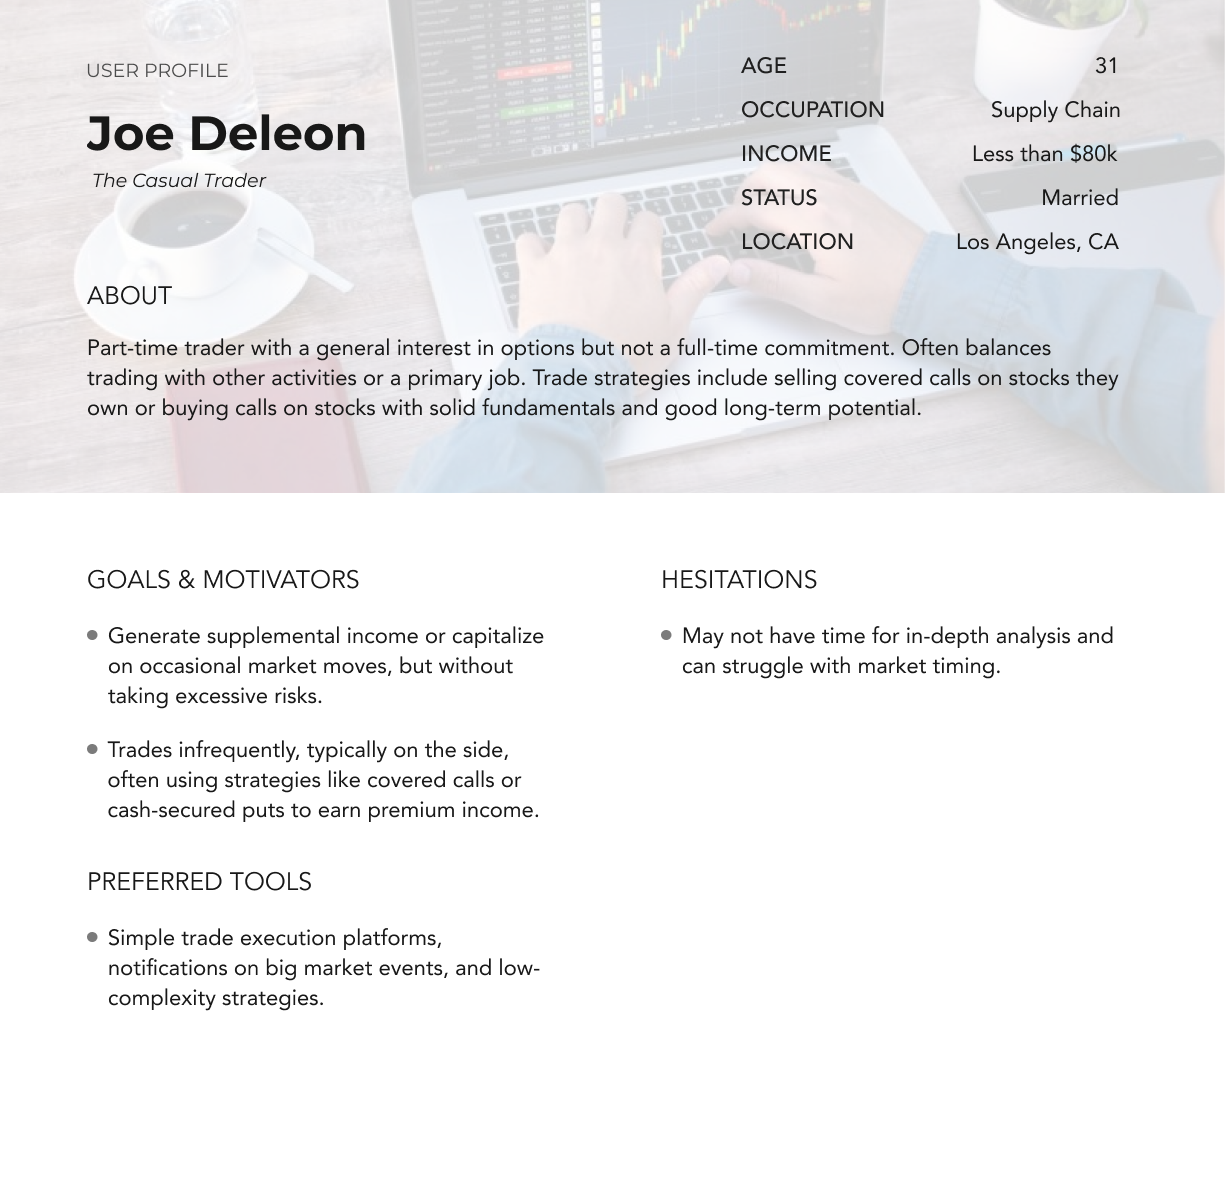 USER PROFILE
Joe Deleon
The Casual Trader
AGE 31
OCCUPATION Supply Chain
INCOME Less than $80k
STATUS Married
LOCATION Los Angeles, CA
ABOUT
Part-time trader with a general interest in options but not a full-time commitment. Often balances
trading with other activities or a primary job. Trade strategies include selling covered calls on stocks they
own or buying calls on stocks with solid fundamentals and good long-term potential.
GOALS & MOTIVATORS
Generate supplemental income or capitalize
on occasional market moves, but without
taking excessive risks.
Trades infrequently, typically on the side,
often using strategies like covered calls or
cash-secured puts to earn premium income.
PREFERRED TOOLS
Simple trade execution platforms,
notifications on big market events, and low-
complexity strategies.
HESITATIONS
May not have time for in-depth analysis and
can struggle with market timing.